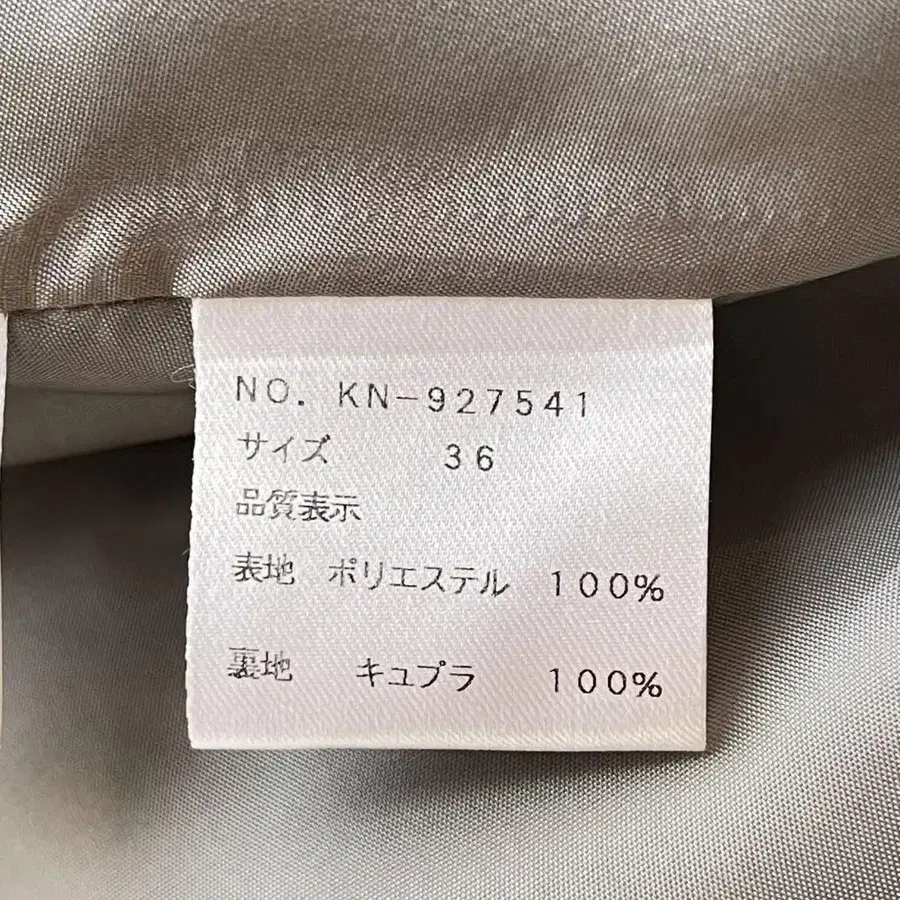 NO. KN-927541
サイズ 36
品質表示
表地 ポリエステル 100%
裏地 キュプラ 100%